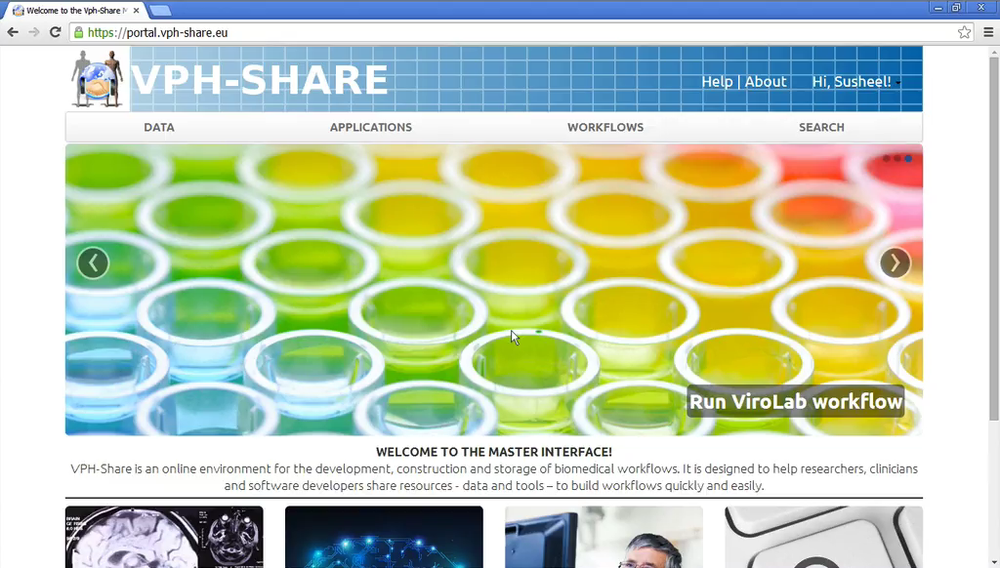 Welcome to the Vph-Share M
https://portal.vph-share.eu
VPH-SHARE
Help | About
Hi, Susheel!
DATA
APPLICATIONS
WORKFLOWS
SEARCH
Run ViroLab workflow
WELCOME TO THE MASTER INTERFACE!
VPH-Share is an online environment for the development, construction and storage of biomedical workflows. It is designed to help researchers, clinicians
and software developers share resources - data and tools – to build workflows quickly and easily.